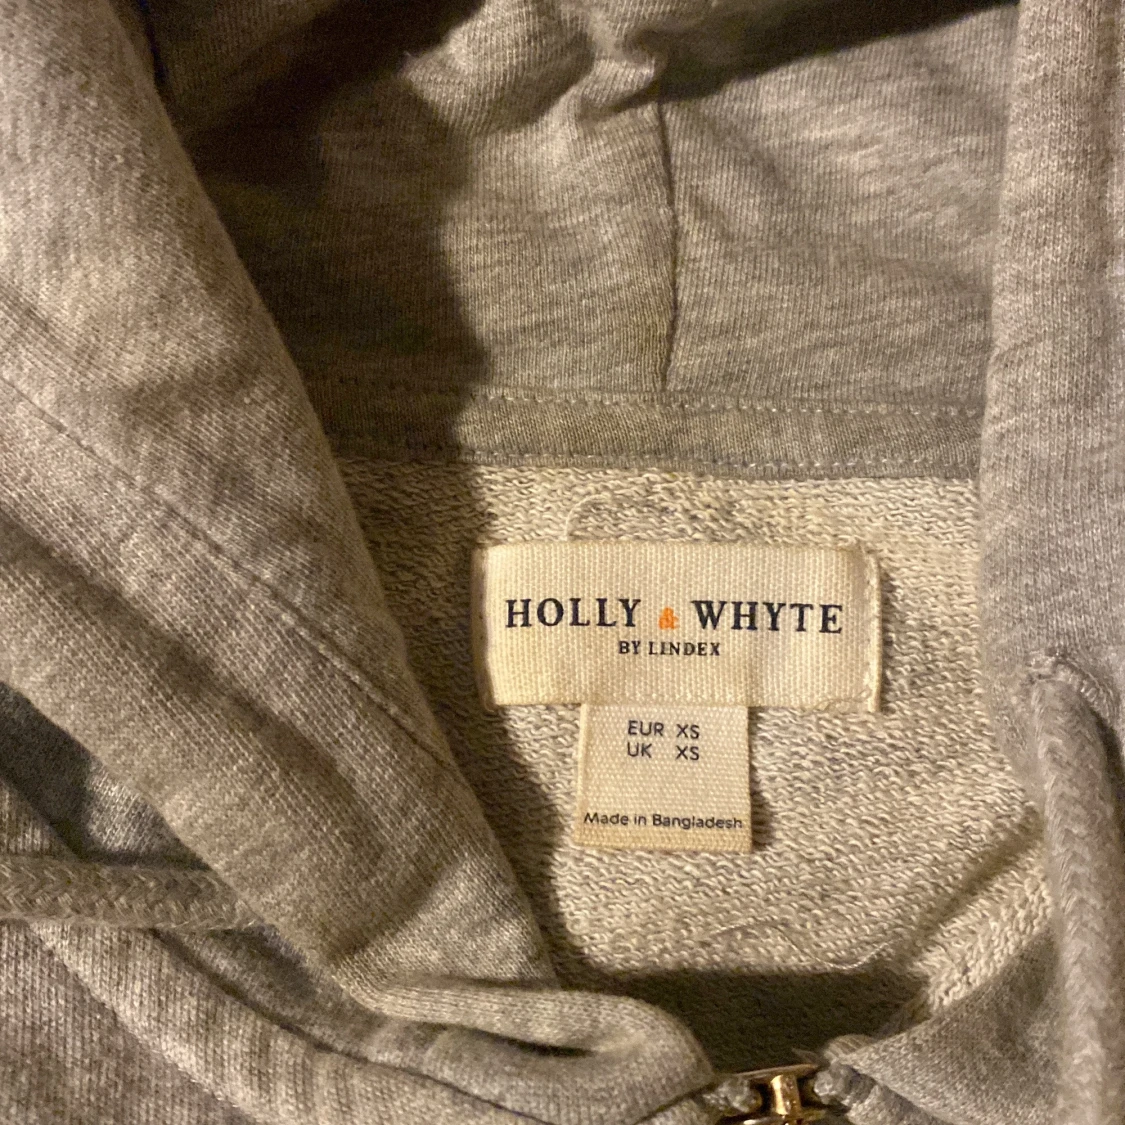 HOLLY & WHYTE
BY LINDEX
EUR XS
UK XS
Made in Bangladesh